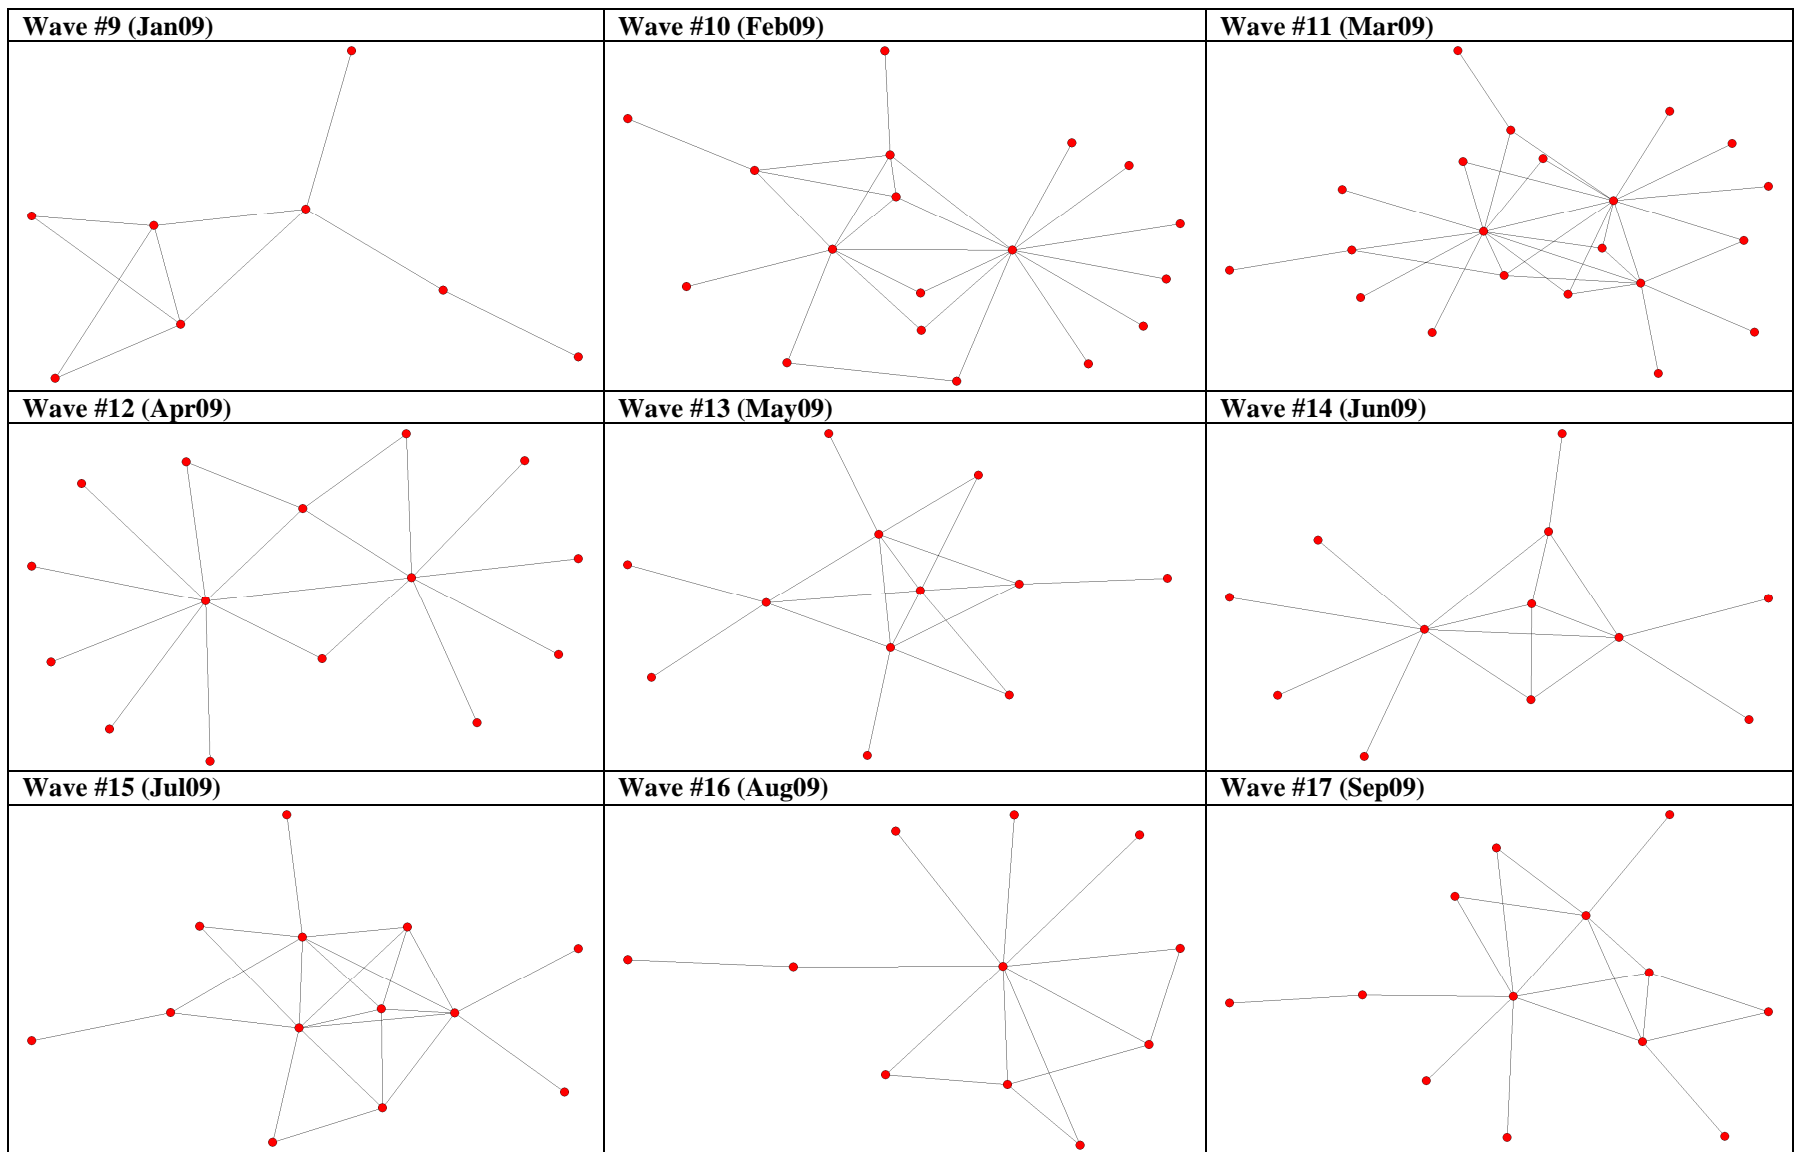 Wave #9 (Jan09)
Wave #10 (Feb09)
Wave #11 (Mar09)
Wave #12 (Apr09)
Wave #13 (May09)
Wave #14 (Jun09)
Wave #15 (Jul09)
Wave #16 (Aug09)
Wave #17 (Sep09)